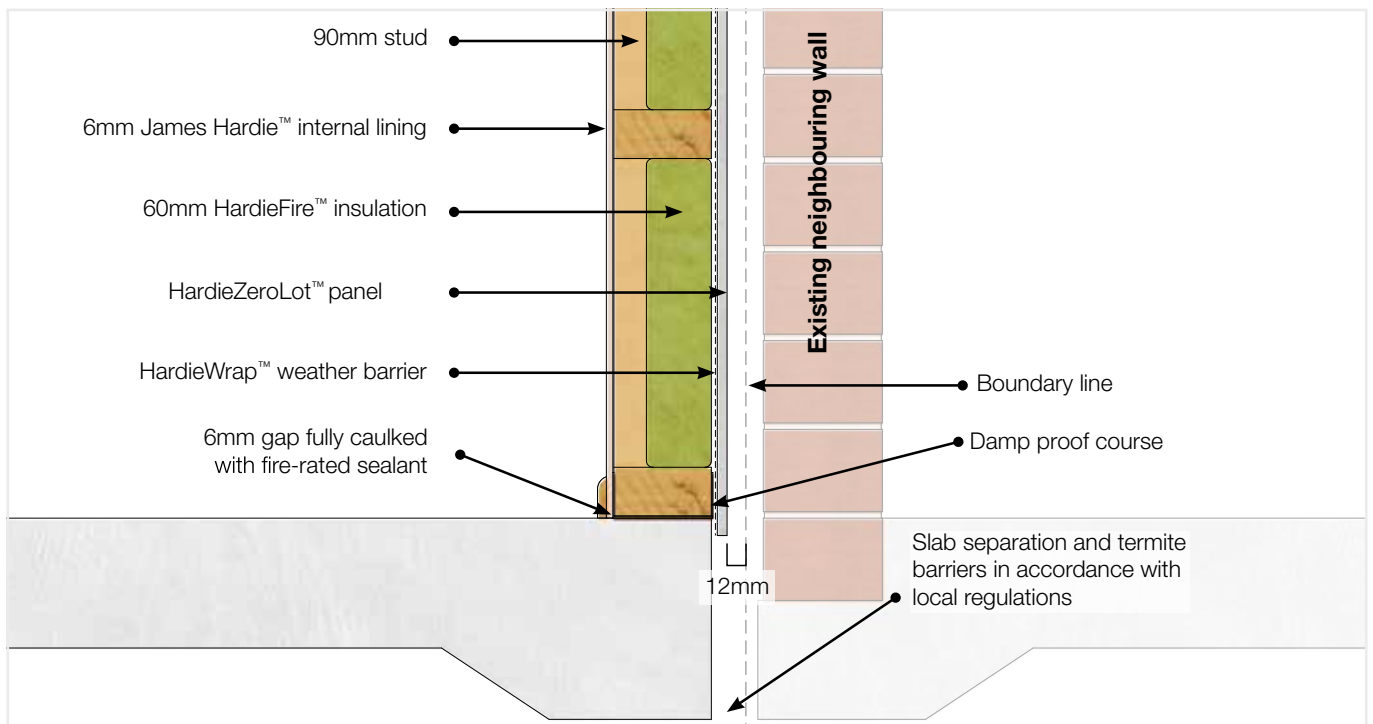 90mm stud
6mm James Hardie™ internal lining
60mm HardieFire™ insulation
HardieZeroLot™ panel
HardieWrap™ weather barrier
6mm gap fully caulked
with fire-rated sealant
Existing neighbouring wall
Boundary line
Damp proof course
12mm
Slab separation and termite
barriers in accordance with
local regulations